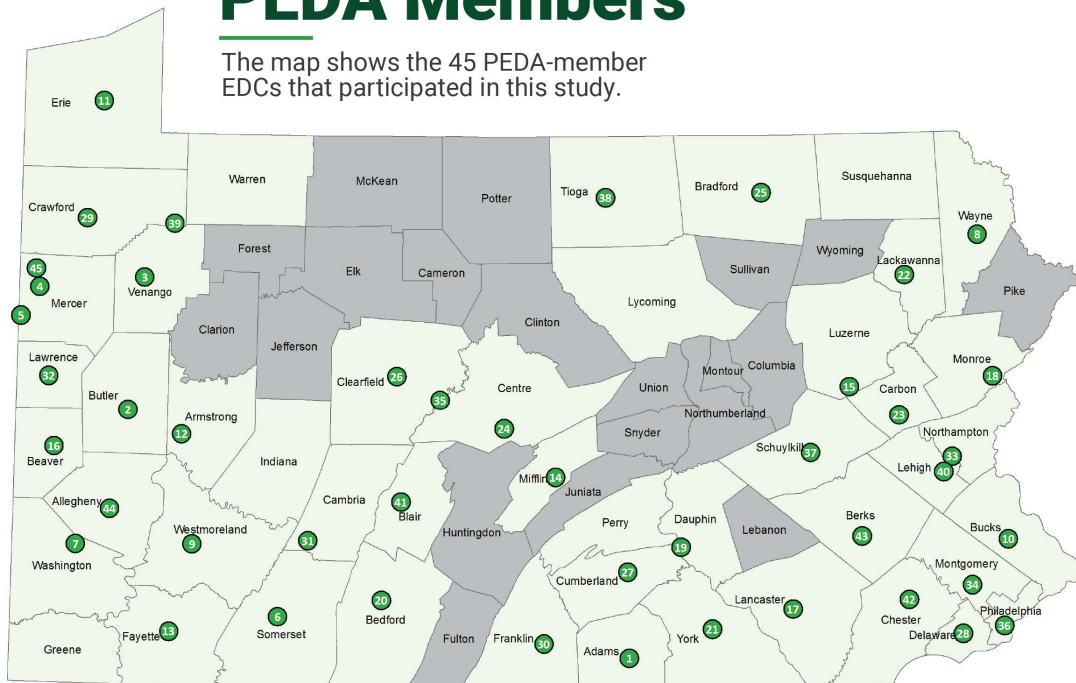 PEDA Members
The map shows the 45 PEDA-member
EDCs that participated in this study.
Erie 11
Warren
McKean
Potter
Tioga 38
Bradford 25
Susquehanna
Crawford 29
39
Wayne
8
Forest
Elk
Cameron
Sullivan
Wyoming
Lackawanna
22
45
4
Mercer
5
3
Venango
Pike
Lycoming
Clarion
Jefferson
Clinton
Luzerne
Lawrence
32
Clearfield 26
35
Centre
24
Union
Montour
Columbia
15
Monroe
18
Carbon
23
Butler
2
Armstrong
12
Northumberland
Snyder
Northampton
33
Schuylkill 37
Lehigh 40
16
Beaver
Indiana
Mifflin 14
Juniata
Allegheny 44
Cambria
41
Blair
Huntingdon
Perry
Dauphin
19
Lebanon
Berks
43
Bucks
10
7
Washington
Westmoreland
9
31
Cumberland 27
Montgomery
34
20
Bedford
Lancaster 17
42
Chester
Philadelphia
36
Delaware 28
6
Somerset
Fayette 13
Greene
Fulton
Franklin 30
Adams 1
York 21